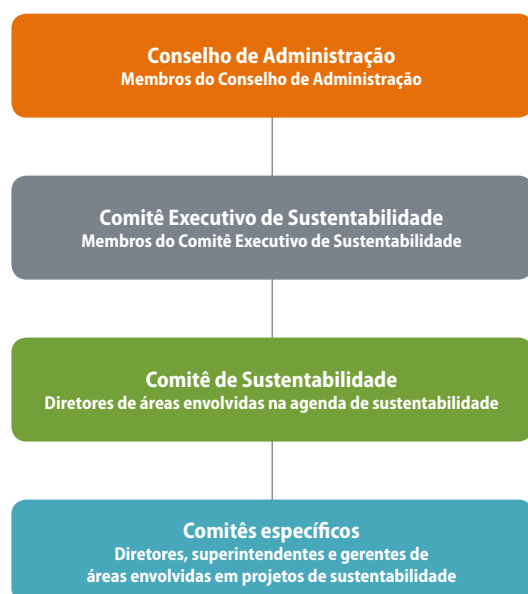 Conselho de Administração
Membros do Conselho de Administração
Comitê Executivo de Sustentabilidade
Membros do Comitê Executivo de Sustentabilidade
Comitê de Sustentabilidade
Diretores de áreas envolvidas na agenda de sustentabilidade
Comitês específicos
Diretores, superintendentes e gerentes de
áreas envolvidas em projetos de sustentabilidade